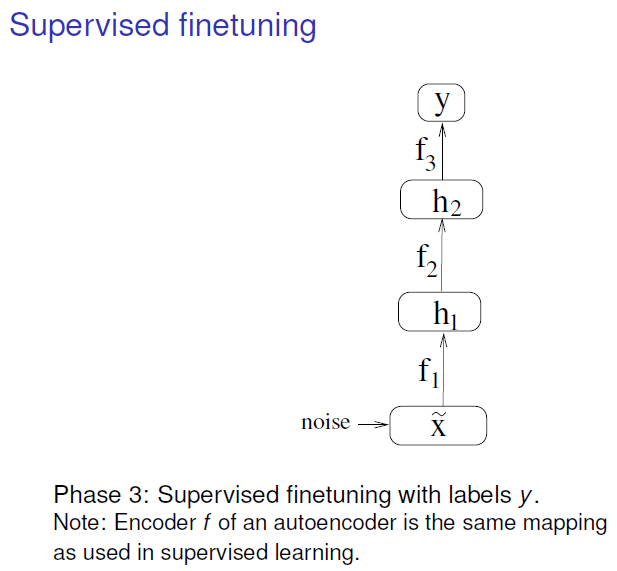 Supervised finetuning
y
f₃
h₂
f₂
h₁
f₁
noise
x̃
Phase 3: Supervised finetuning with labels y.
Note: Encoder f of an autoencoder is the same mapping
as used in supervised learning.